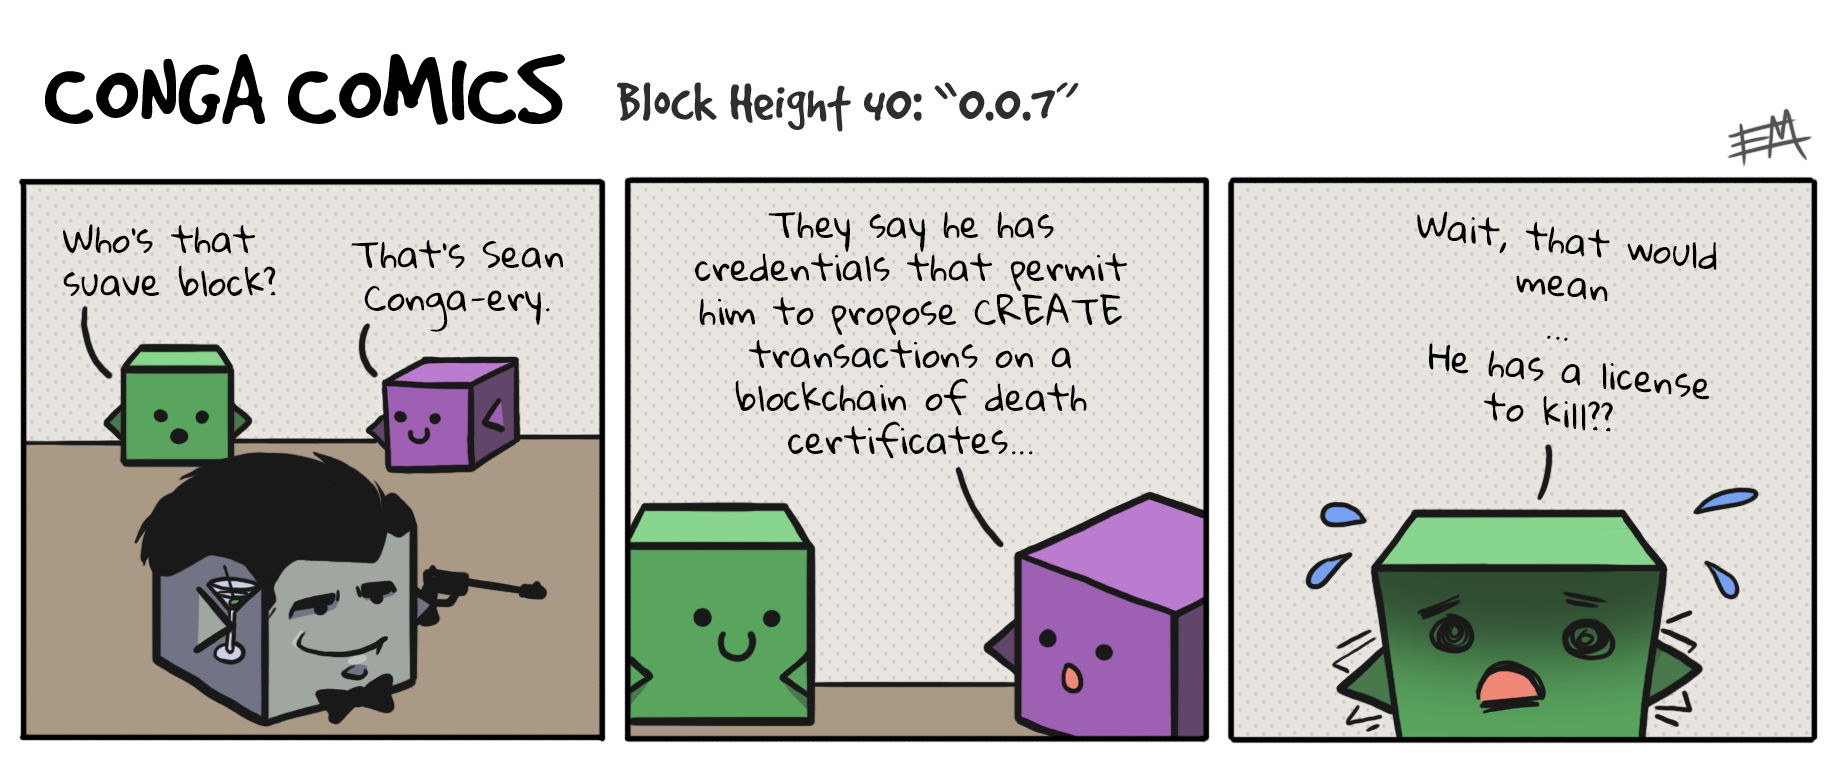 CONGA COMICS Block Height 40: "0.0.7"
EM
Who's that
suave block?
That's Sean
Conga-ery.
They say he has
credentials that permit
him to propose CREATE
transactions on a
blockchain of death
certificates...
Wait, that would
mean
...
He has a license
to kill??